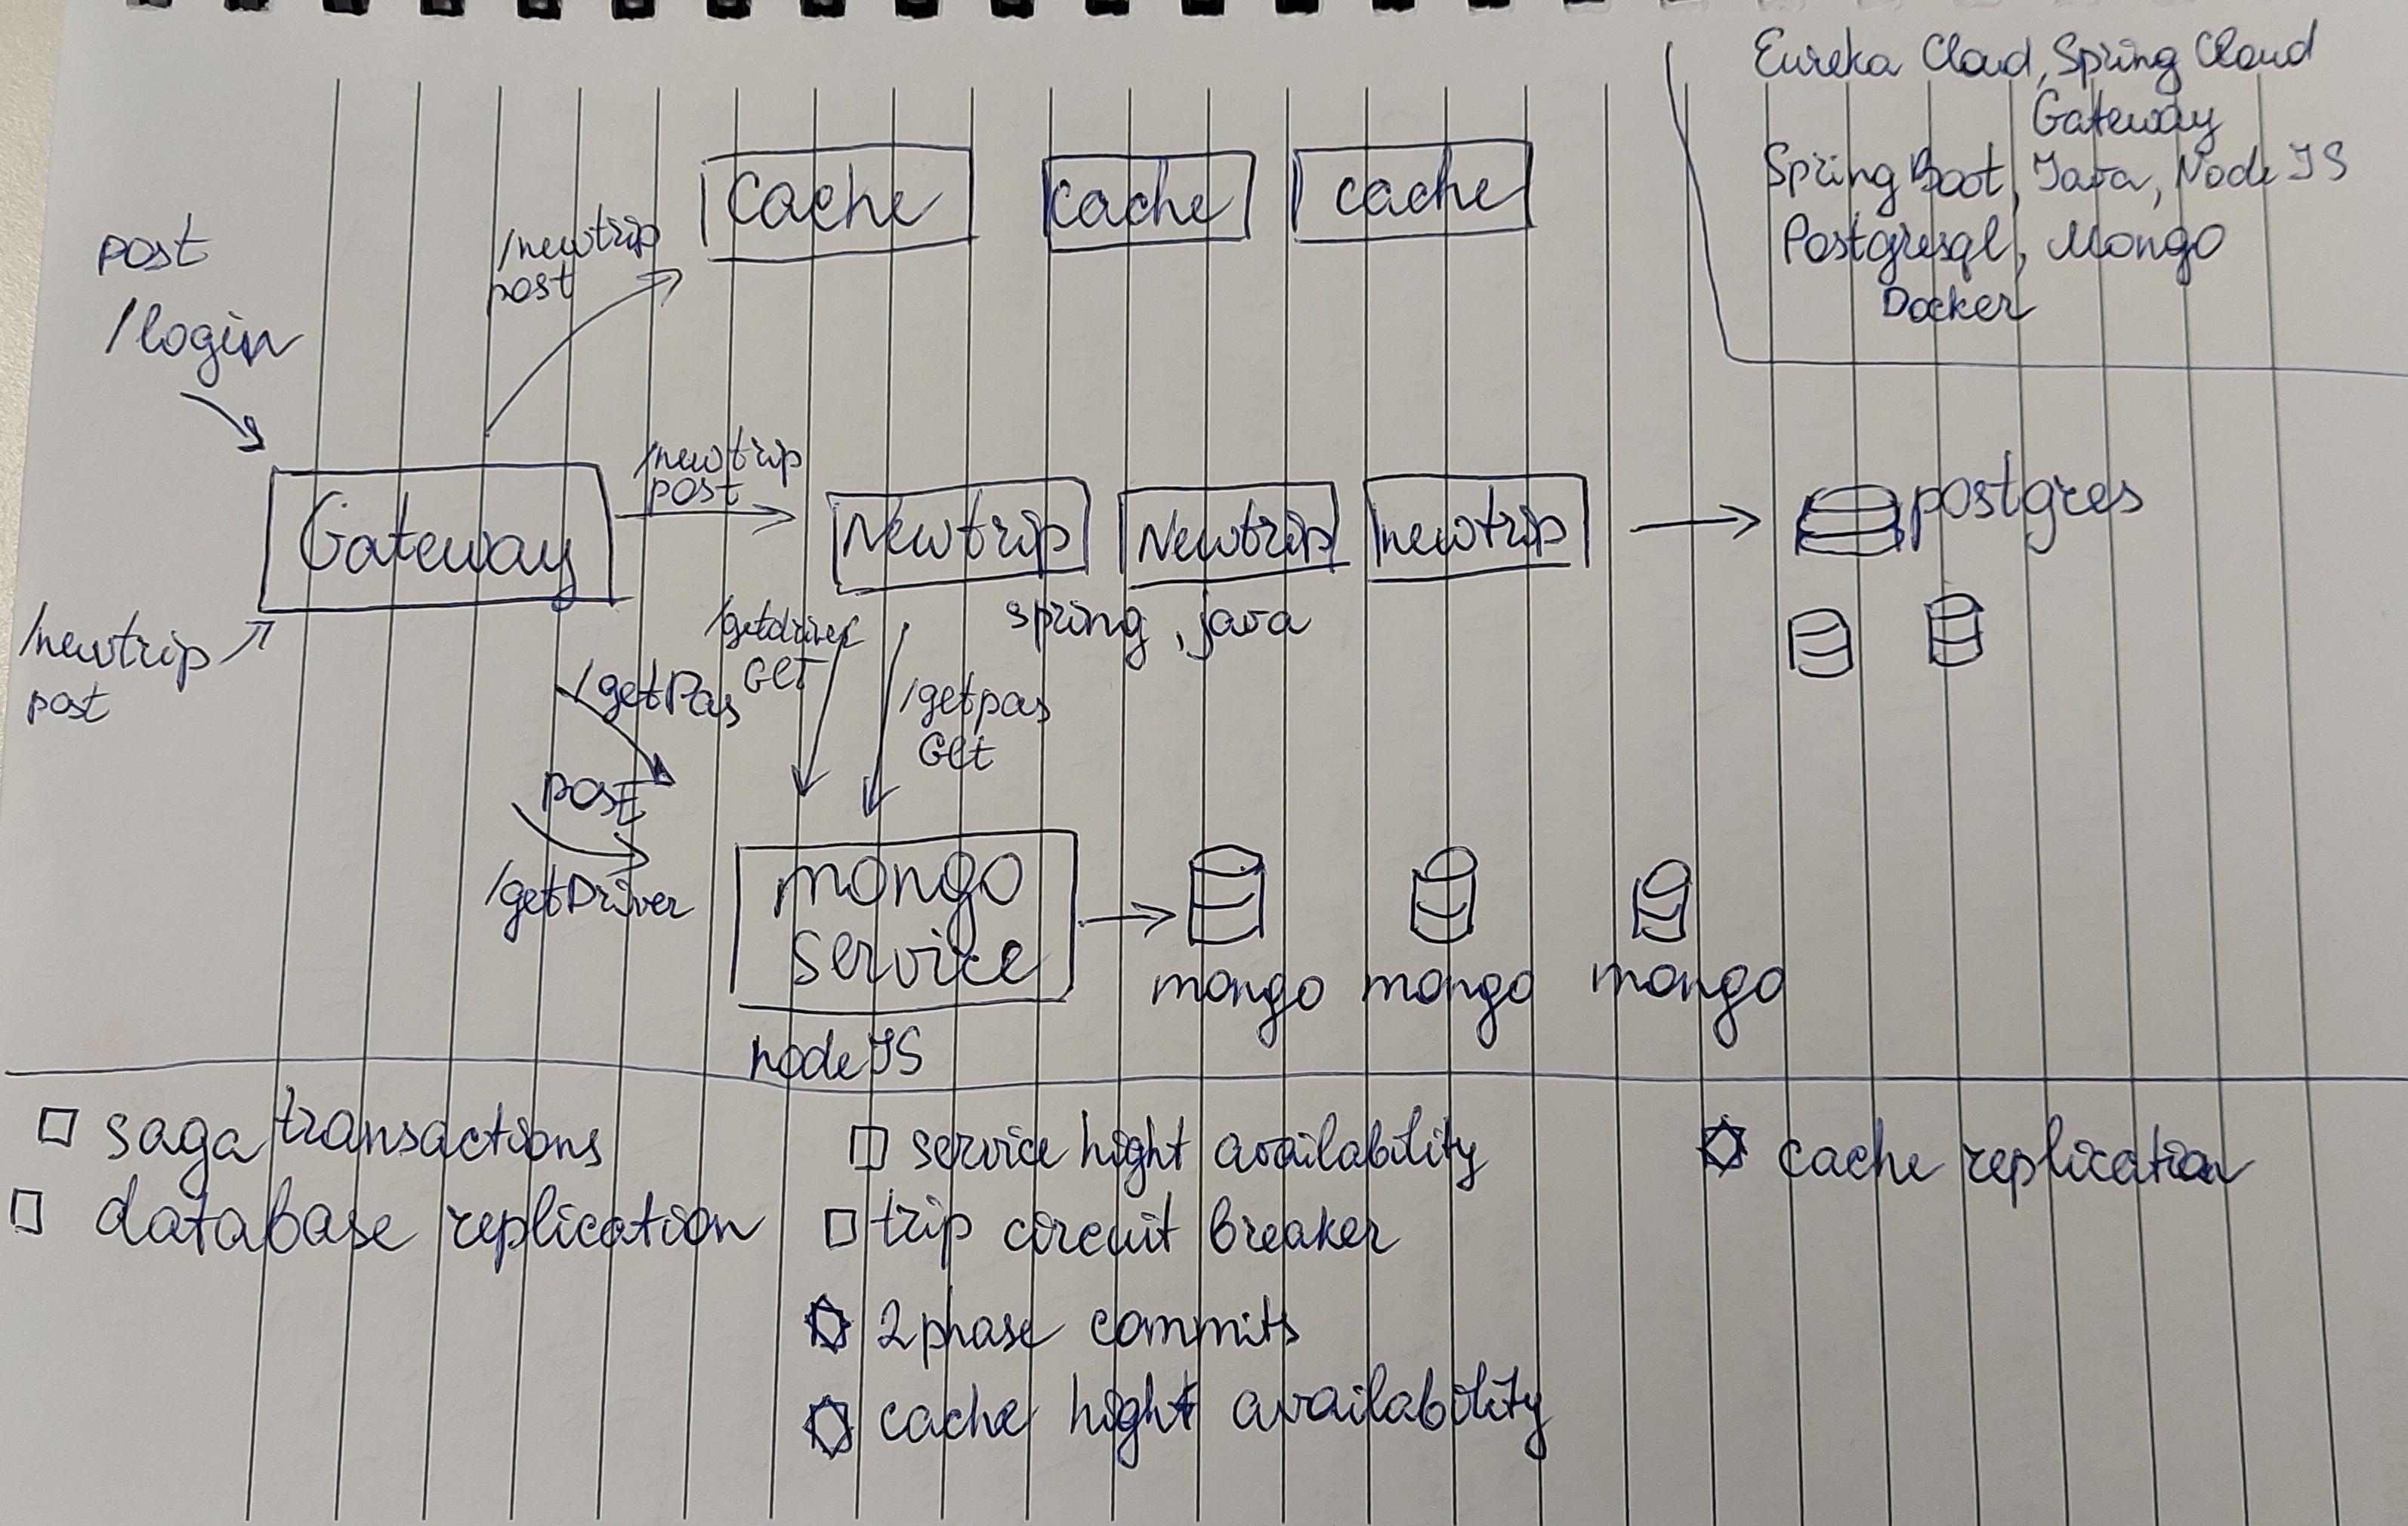 Eureka Cloud, Spring Cloud
Gateway
Spring Boot, Java, Node JS
Postgresql, Mongo
Docker
cache
cache
cache
/newtrip
post
post
/login
/newtrip
post
Gateway
Newtrip
Newtrip
newtrip
postgres
spring, java
/newtrip
post
/getdriver
GET
/getPas
/getpas
Get
post
/getDriver
mongo
service
nodeJS
mongo
mongo
mongo
saga transactions
database replication
service hight availability
trip circuit breaker
2 phase commits
cache hight availability
cache replication